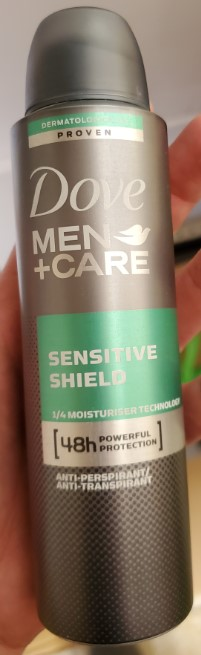 PROVEN
Dove
MEN
+CARE
SENSITIVE
SHIELD
1/4 MOISTURISER TECHNOLOGY
[48h POWERFUL
PROTECTION]
ANTI-PERSPIRANT/
ANTI-TRANSPIRANT